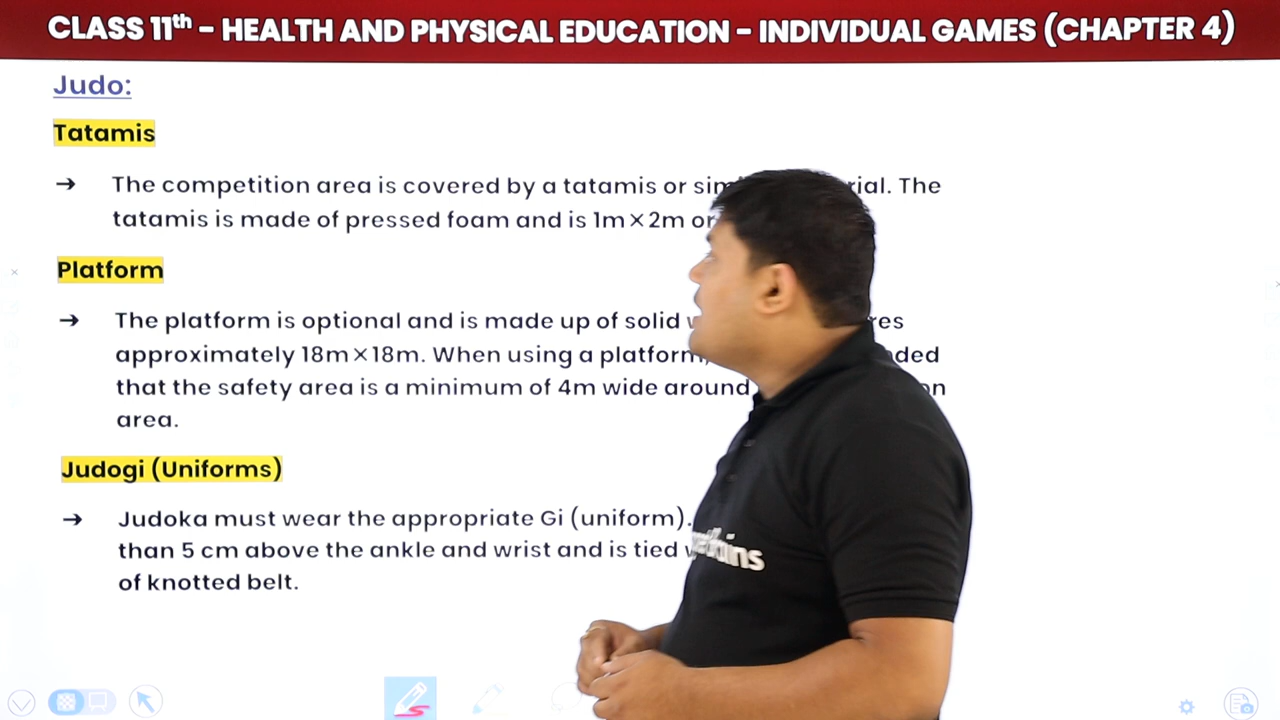 CLASS 11th – HEALTH AND PHYSICAL EDUCATION – INDIVIDUAL GAMES (CHAPTER 4)
Judo:
Tatamis
→ The competition area is covered by a tatamis or The
tatamis is made of pressed foam and is 1m×2m or
Platform
→ The platform is optional and is made up of solid
approximately 18m×18m. When using a platform,
that the safety area is a minimum of 4m wide around
area.
Judogi (Uniforms)
→ Judoka must wear the appropriate Gi (uniform).
than 5 cm above the ankle and wrist and is tied
of knotted belt.